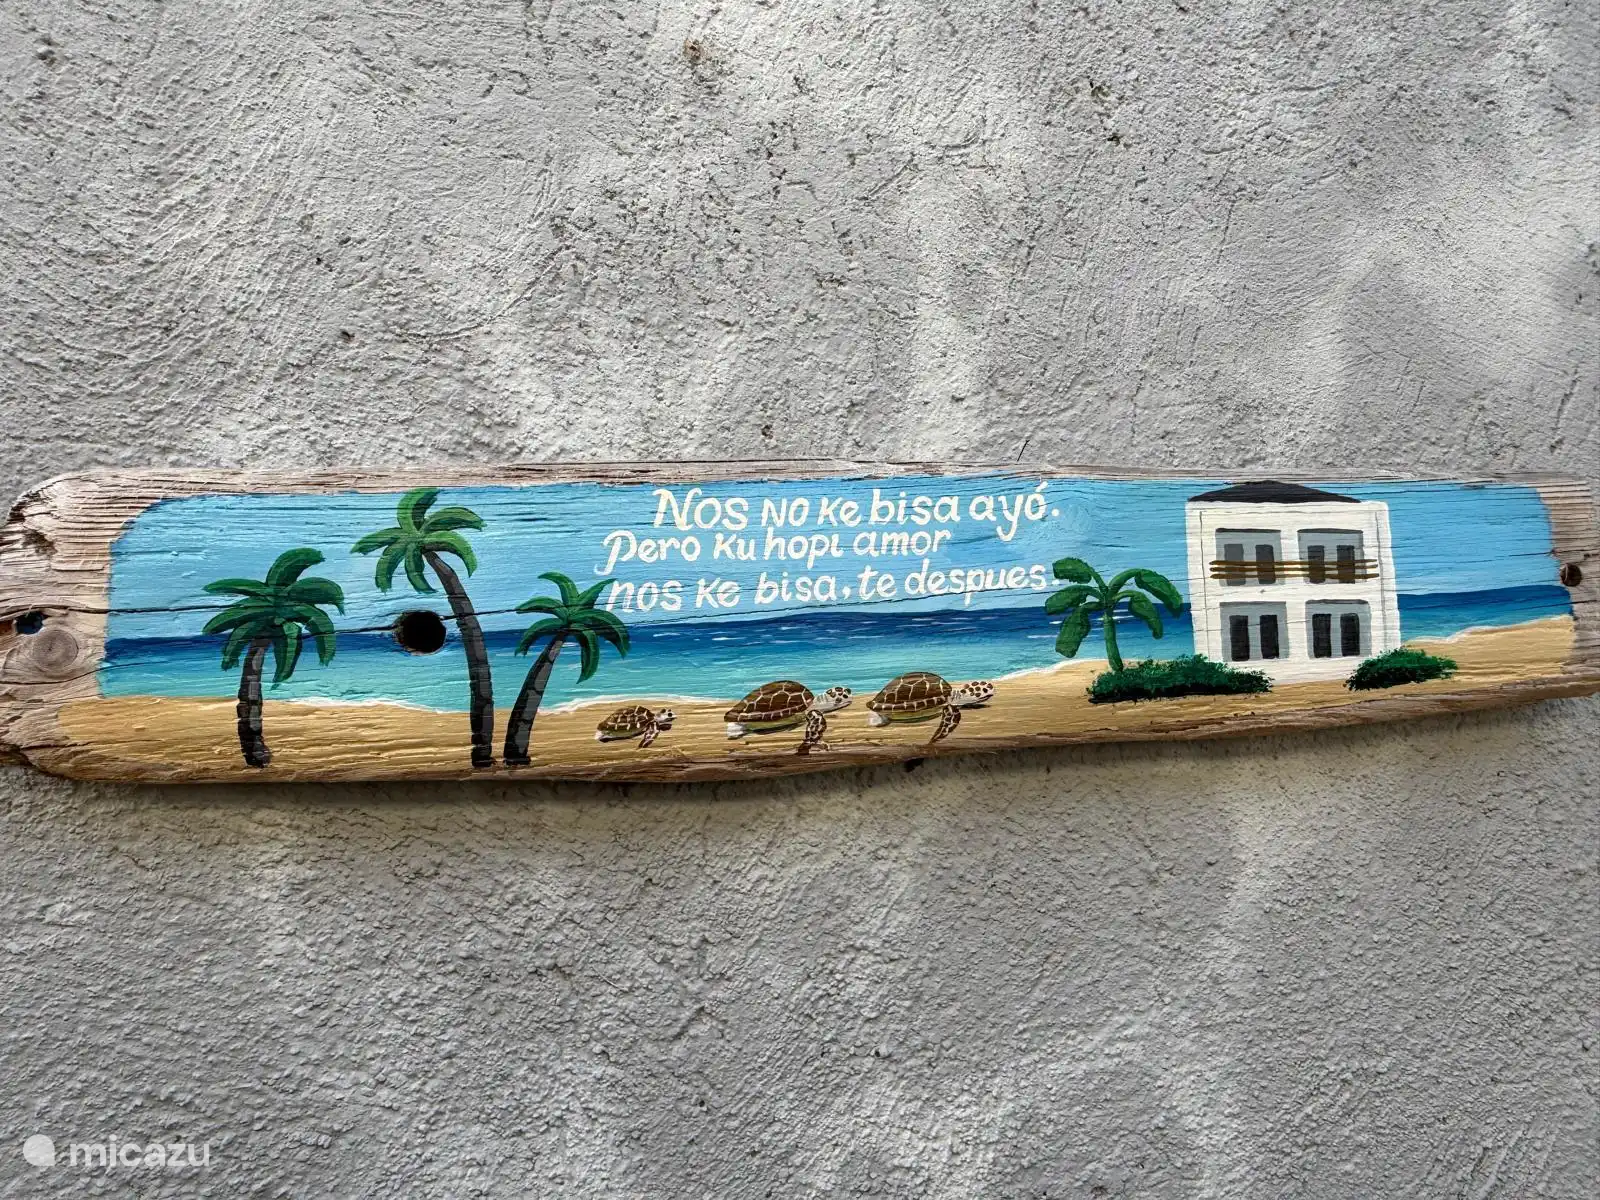 Nos no ke bisa ayó.
Pero ku hopi amor
nos ke bisa, te despues.
micazu